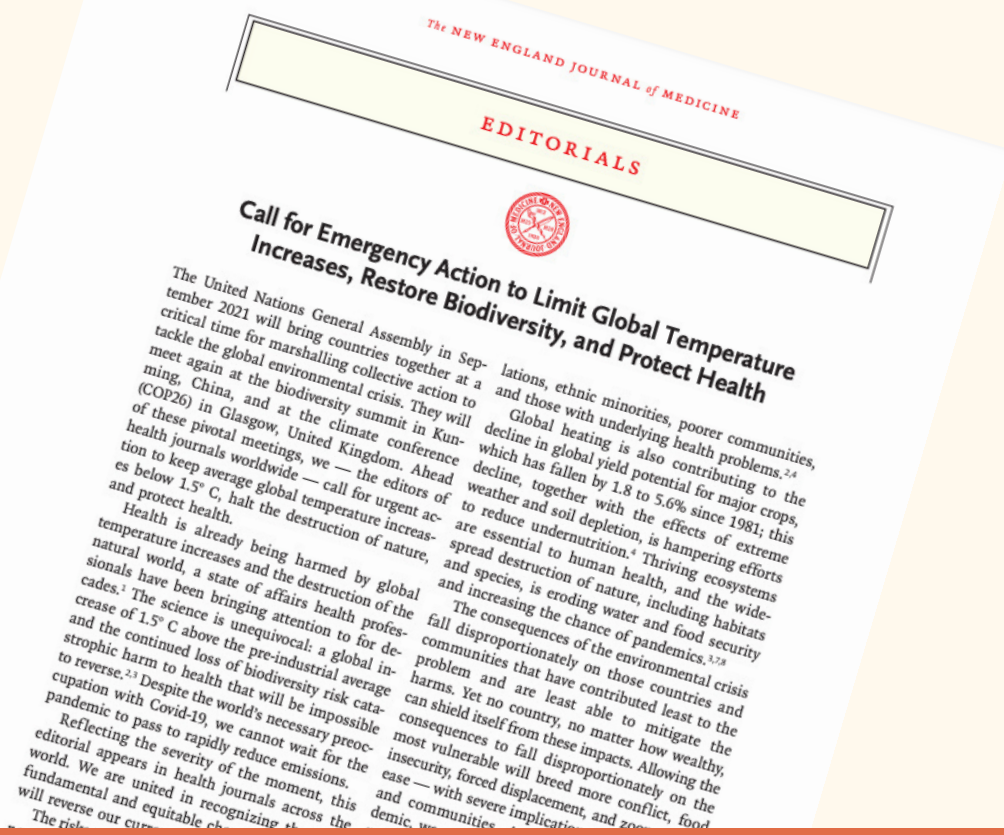 The NEW ENGLAND JOURNAL of MEDICINE
EDITORIALS
Call for Emergency Action to Limit Global Temperature
Increases, Restore Biodiversity, and Protect Health
The United Nations General Assembly in Sep-
tember 2021 will bring countries together at a
critical time for marshalling collective action to
tackle the global environmental crisis. They will
meet again at the biodiversity summit in Kun-
ming, China, and at the climate conference
(COP26) in Glasgow, United Kingdom. Ahead
of these pivotal meetings, we — the editors of
health journals worldwide — call for urgent ac-
tion to keep average global temperature increas-
es below 1.5° C, halt the destruction of nature,
and protect health.
Health is already being harmed by global
temperature increases and the destruction of the
natural world, a state of affairs health profes-
sionals have been bringing attention to for de-
cades.¹ The science is unequivocal: a global in-
crease of 1.5° C above the pre-industrial average
and the continued loss of biodiversity risk cata-
strophic harm to health that will be impossible
to reverse.²,³ Despite the world's necessary preoc-
cupation with Covid-19, we cannot wait for the
pandemic to pass to rapidly reduce emissions.
Reflecting the severity of the moment, this
editorial appears in health journals across the
world. We are united in recognizing
fundamental and equitable
will reverse our
The
lations, ethnic minorities, poorer communities,
and those with underlying health problems.²,⁴
Global heating is also contributing to the
decline in global yield potential for major crops,
which has fallen by 1.8 to 5.6% since 1981; this
decline, together with the effects of extreme
weather and soil depletion, is hampering efforts
to reduce undernutrition.⁴ Thriving ecosystems
are essential to human health, and the wide-
spread destruction of nature, including habitats
and species, is eroding water and food security
and increasing the chance of pandemics.³,⁷,⁸
The consequences of the environmental crisis
fall disproportionately on those countries and
communities that have contributed least to the
problem and are least able to mitigate the
harms. Yet no country, no matter how wealthy,
can shield itself from these impacts. Allowing the
consequences to fall disproportionately on the
most vulnerable will breed more conflict, food
insecurity, forced displacement, and
ease — with severe
and communities
demic,